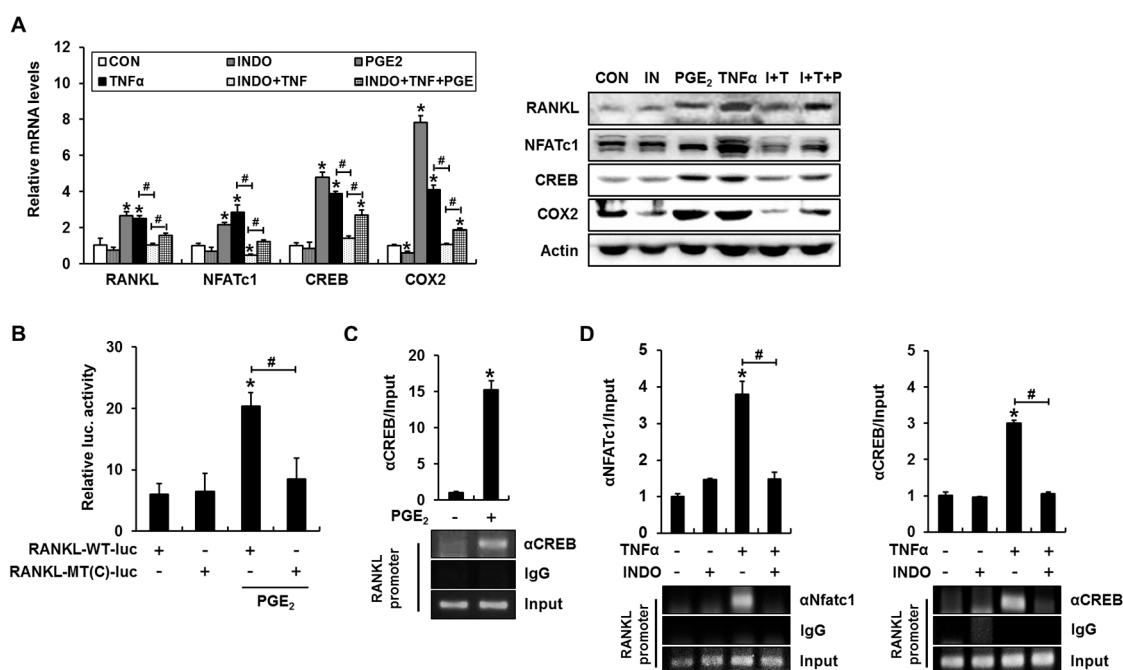 A
Relative mRNA levels
12
10
8
6
4
2
0
CON INDO PGE2
TNFα INDO+TNF INDO+TNF+PGE
* * # #
* * # * #
* * # # *
* * * # # *
RANKL NFATc1 CREB COX2
CON IN PGE₂ TNFα I+T I+T+P
RANKL
NFATc1
CREB
COX2
Actin
B
Relative luc. activity
30
20
10
0
* #
RANKL-WT-luc + - + -
RANKL-MT(C)-luc - + - +
PGE₂
C
αCREB/Input
20
15
10
5
0
*
PGE₂ - +
RANKL promoter
αCREB
IgG
Input
D
αNFATc1/Input
5
4
3
2
1
0
* #
TNFα - - + +
INDO - + - +
RANKL promoter
αNfatc1
IgG
Input
αCREB/Input
5
4
3
2
1
0
* #
TNFα - - + +
INDO - + - +
RANKL promoter
αCREB
IgG
Input